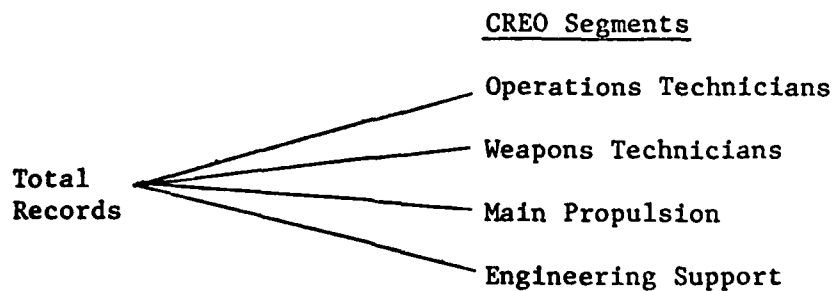 CREO Segments
Operations Technicians
Weapons Technicians
Total
Records
Main Propulsion
Engineering Support